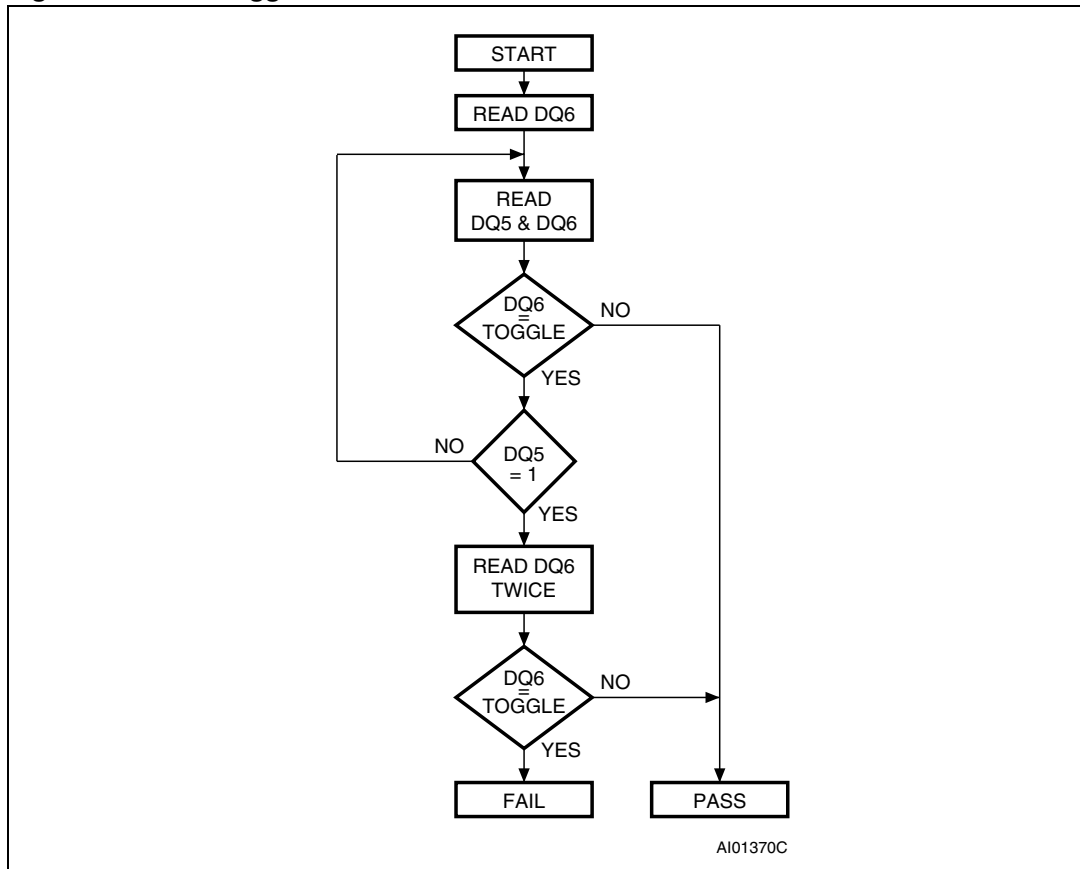 START
READ DQ6
READ
DQ5 & DQ6
DQ6
=
TOGGLE
NO
YES
NO
DQ5
= 1
YES
READ DQ6
TWICE
DQ6
=
TOGGLE
NO
YES
FAIL
PASS
AI01370C